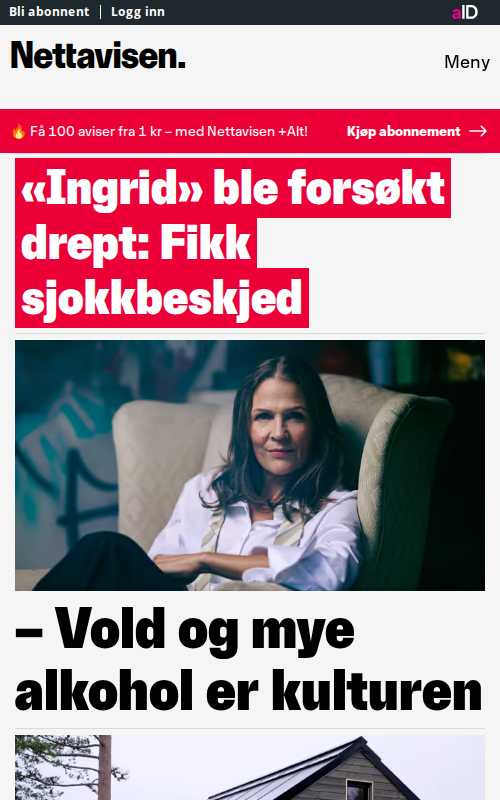 Bli abonnent
Logg inn
aID
Nettavisen.
Meny
🔥 Få 100 aviser fra 1 kr – med Nettavisen +Alt!
Kjøp abonnement →
«Ingrid» ble forsøkt
drept: Fikk
sjokkbeskjed
– Vold og mye
alkohol er kulturen